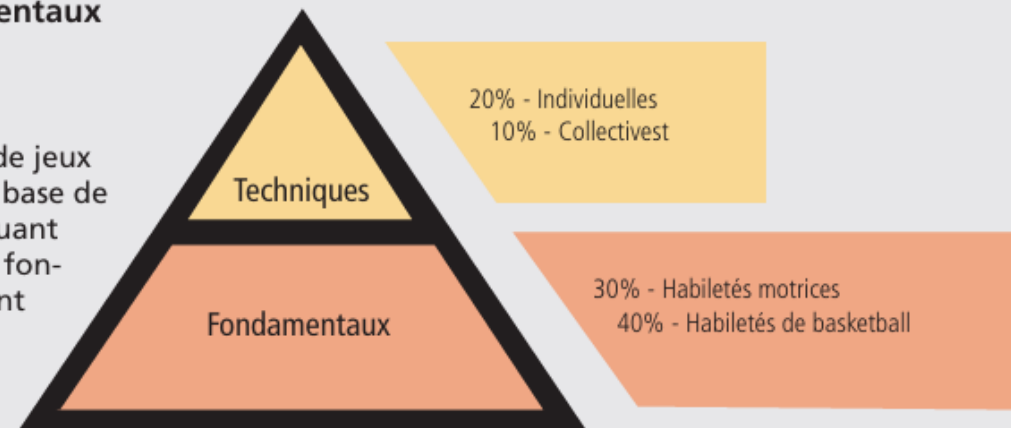 entaux
de jeux
base de
uant
fon-
nt
Techniques
20% - Individuelles
10% - Collectivest
Fondamentaux
30% - Habiletés motrices
40% - Habiletés de basketball